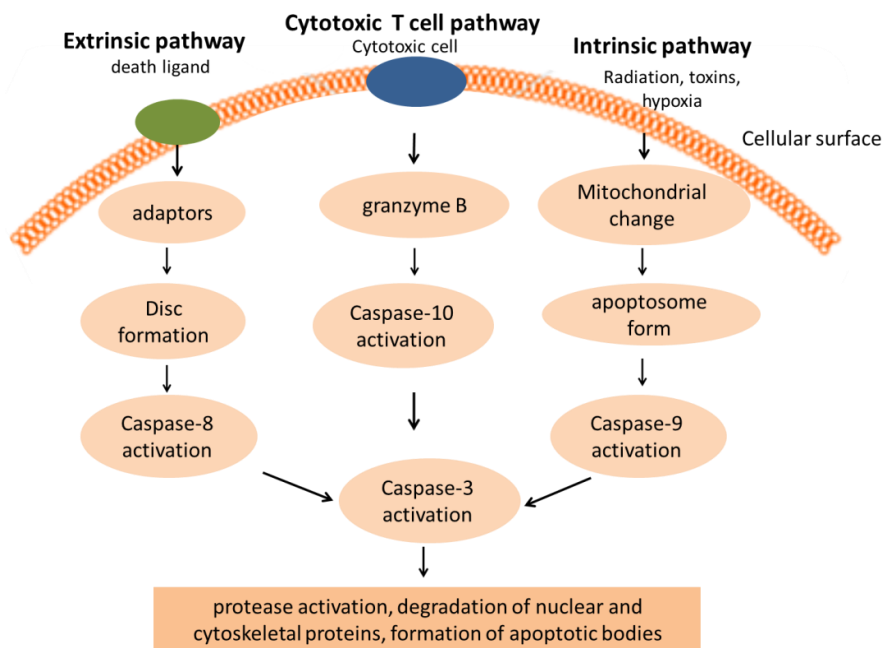 Extrinsic pathway
death ligand
Cytotoxic T cell pathway
Cytotoxic cell
Intrinsic pathway
Radiation, toxins,
hypoxia
Cellular surface
adaptors
Disc
formation
Caspase-8
activation
granzyme B
Caspase-10
activation
Mitochondrial
change
apoptosome
form
Caspase-9
activation
Caspase-3
activation
protease activation, degradation of nuclear and
cytoskeletal proteins, formation of apoptotic bodies